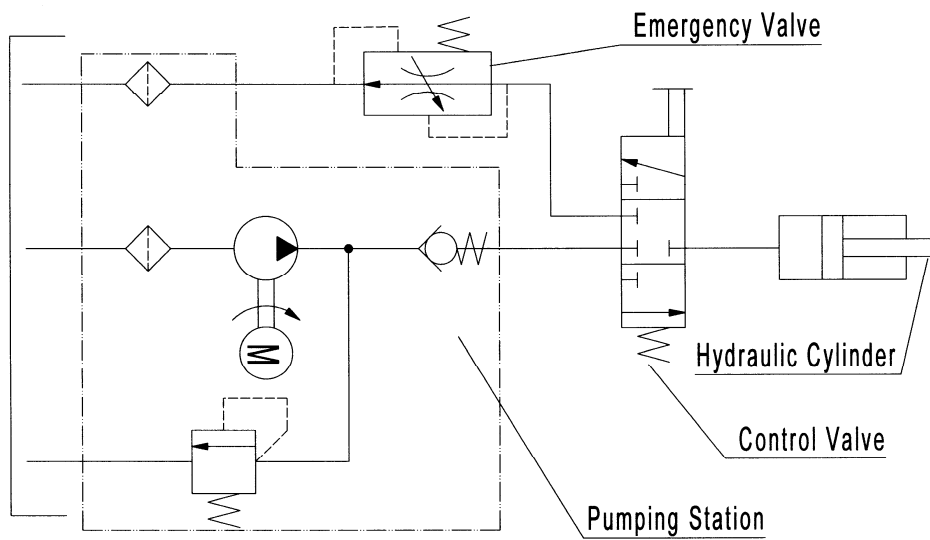 Emergency Valve
M
Hydraulic Cylinder
Control Valve
Pumping Station